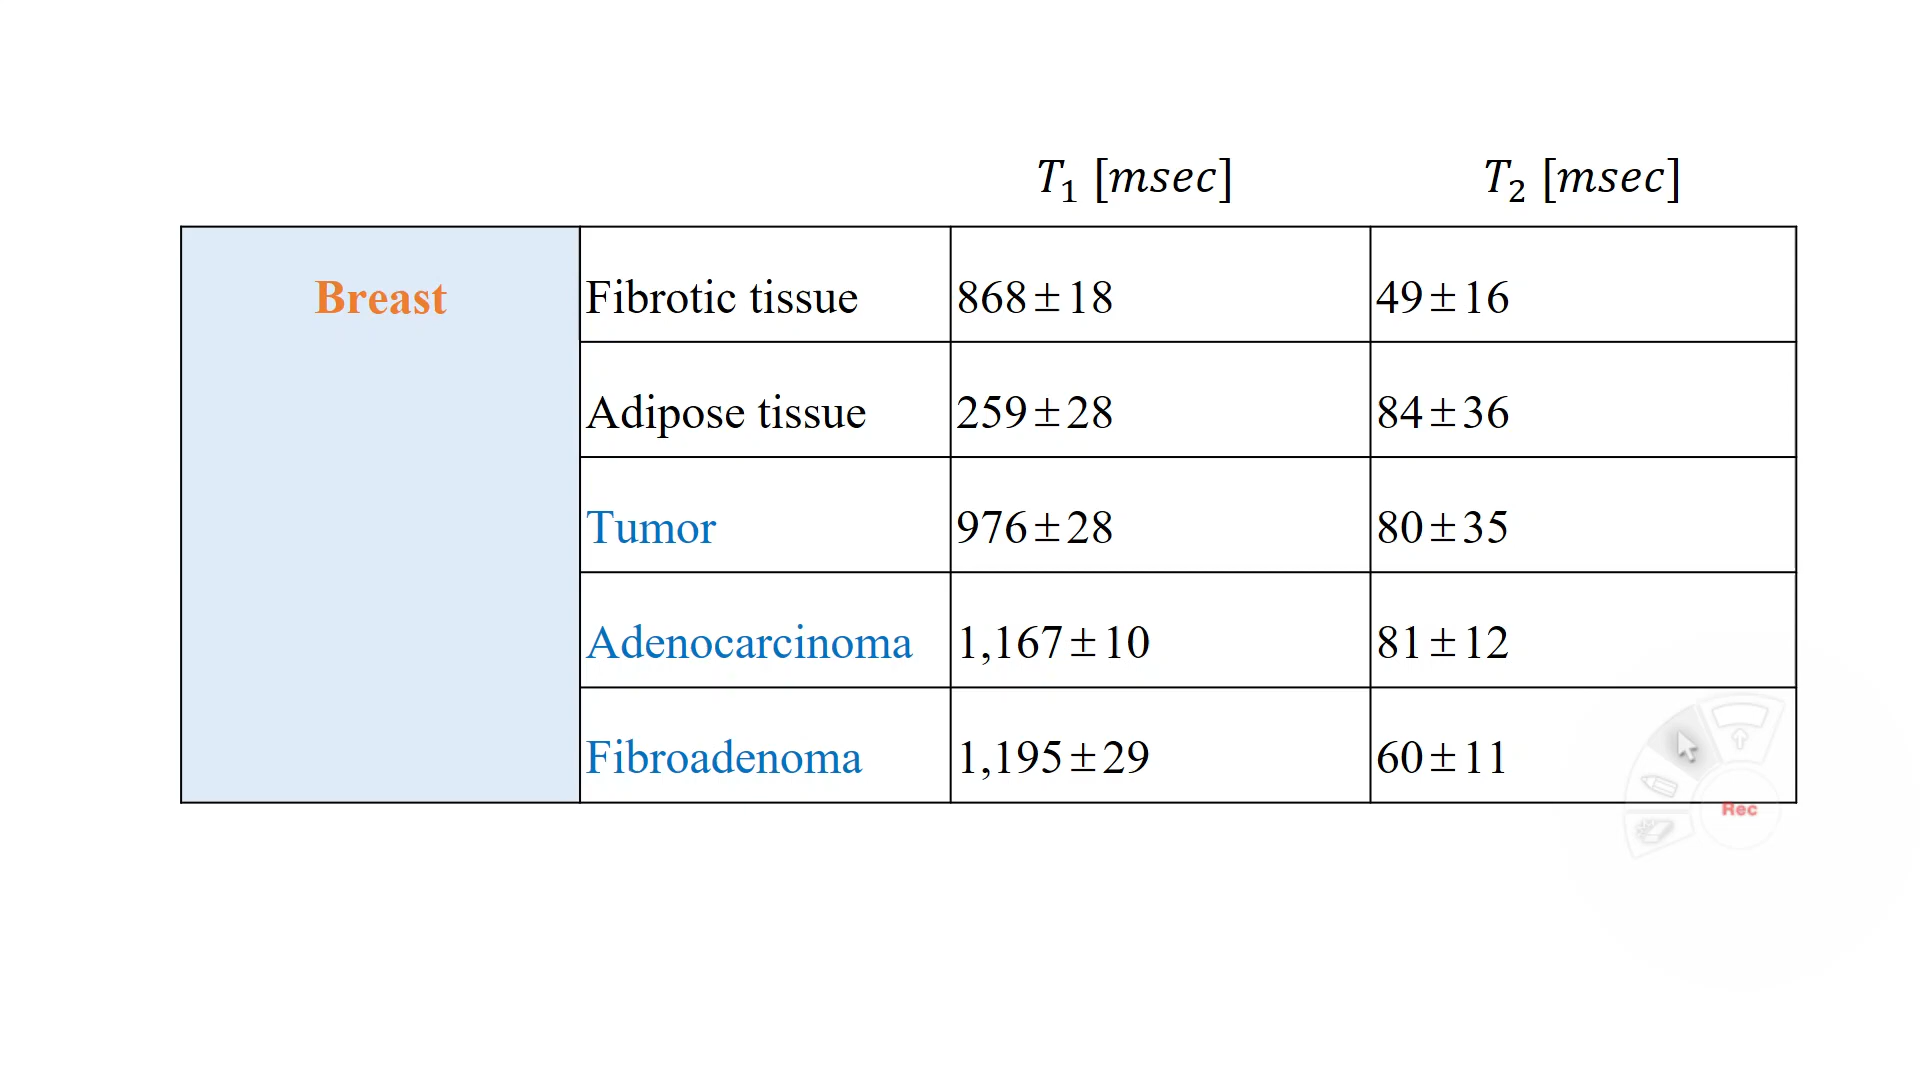 T₁ [msec] T₂ [msec]
Breast Fibrotic tissue 868±18 49±16
Adipose tissue 259±28 84±36
Tumor 976±28 80±35
Adenocarcinoma 1,167±10 81±12
Fibroadenoma 1,195±29 60±11
Rec